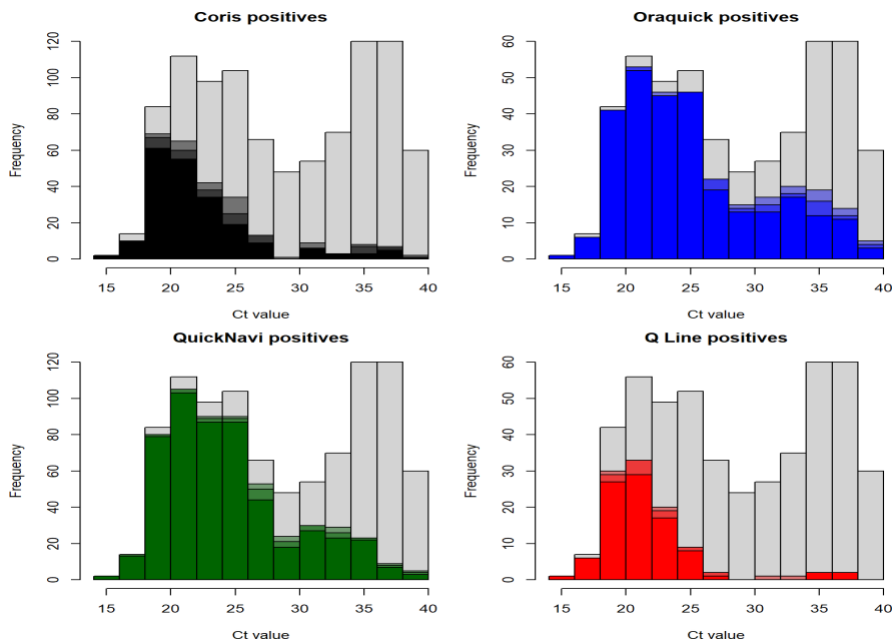 Coris positives
Frequency
0 20 40 60 80 100 120
15 20 25 30 35 40
Ct value
Oraquick positives
Frequency
0 10 20 30 40 50 60
15 20 25 30 35 40
Ct value
QuickNavi positives
Frequency
0 20 40 60 80 100 120
15 20 25 30 35 40
Ct value
Q Line positives
Frequency
0 10 20 30 40 50 60
15 20 25 30 35 40
Ct value